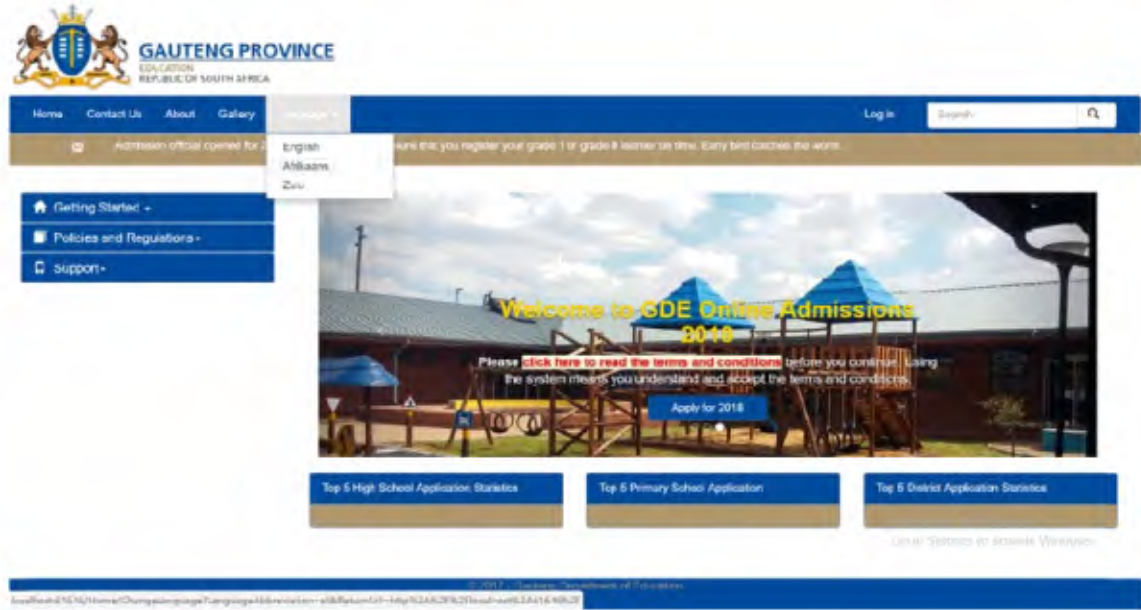 GAUTENG PROVINCE
EDUCATION
REPUBLIC OF SOUTH AFRICA
Home Contact Us About Gallery Language Log in Search
Admission official opened for that you register your grade 1 or grade 8 learner on time. Early bird catches the worm.
English
Afrikaans
Zulu
Getting Started
Policies and Regulations
Support
Welcome to GDE Online Admissions
2018
Please click here to read the terms and conditions before you continue. Using
the system means you understand and accept the terms and conditions
Apply for 2018
Top 5 High School Application Statistics
Top 5 Primary School Application
Top 5 District Application Statistics
© 2017 - Gauteng Department of Education